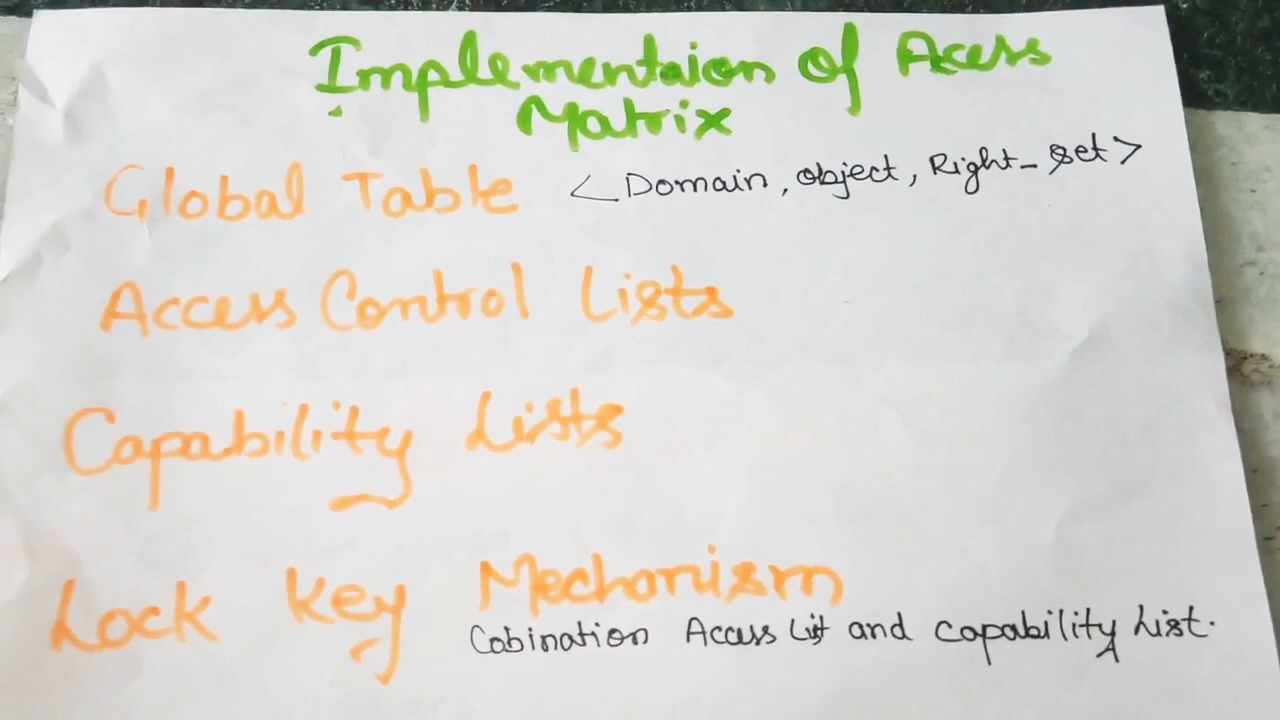 Implementaion of Acess
Matrix
Global Table < Domain, object, Right_set >
Access Control Lists
Capability Lists
Lock Key Mechanism
Cobination Access List and capability List.